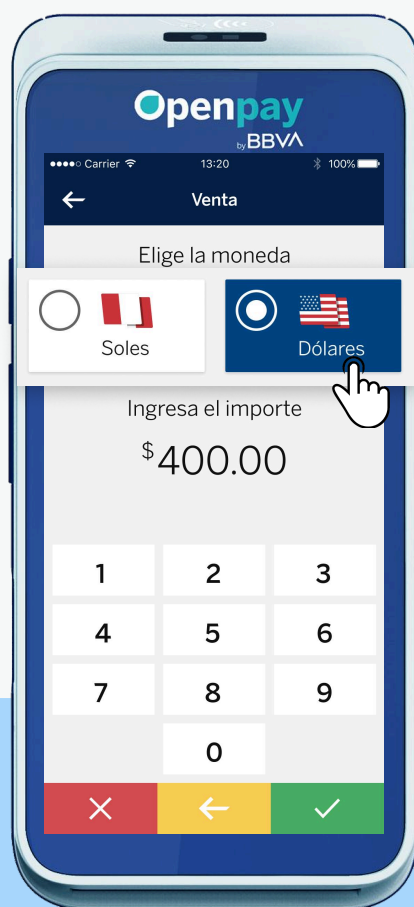 Openpay
by BBVA
Carrier 13:20 100%
Venta
Elige la moneda
Soles Dólares
Ingresa el importe
$400.00
1 2 3
4 5 6
7 8 9
0